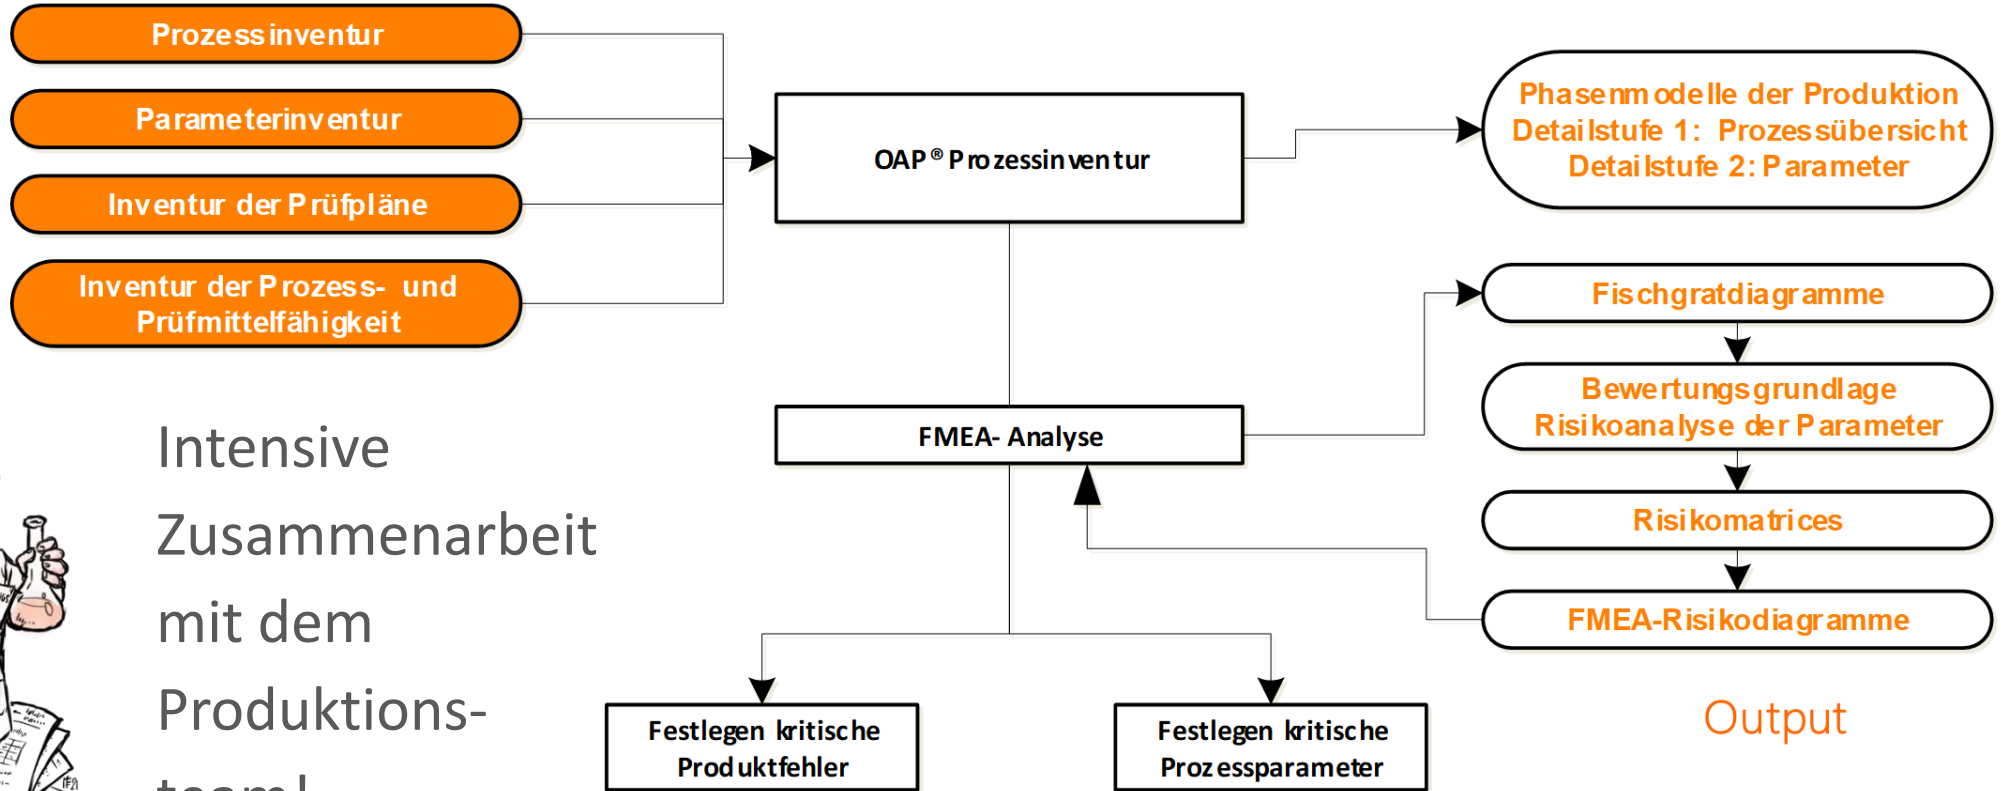 Prozessinventur
Parameterinventur
Inventur der Prüfpläne
Inventur der Prozess- und
Prüfmittelfähigkeit
OAP® Prozessinventur
Phasenmodelle der Produktion
Detailstufe 1: Prozessübersicht
Detailstufe 2: Parameter
FMEA- Analyse
Fischgratdiagramme
Bewertungsgrundlage
Risikoanalyse der Parameter
Risikomatrices
FMEA-Risikodiagramme
Output
Festlegen kritische
Produktfehler
Festlegen kritische
Prozessparameter
Intensive
Zusammenarbeit
mit dem
Produktions-
team!